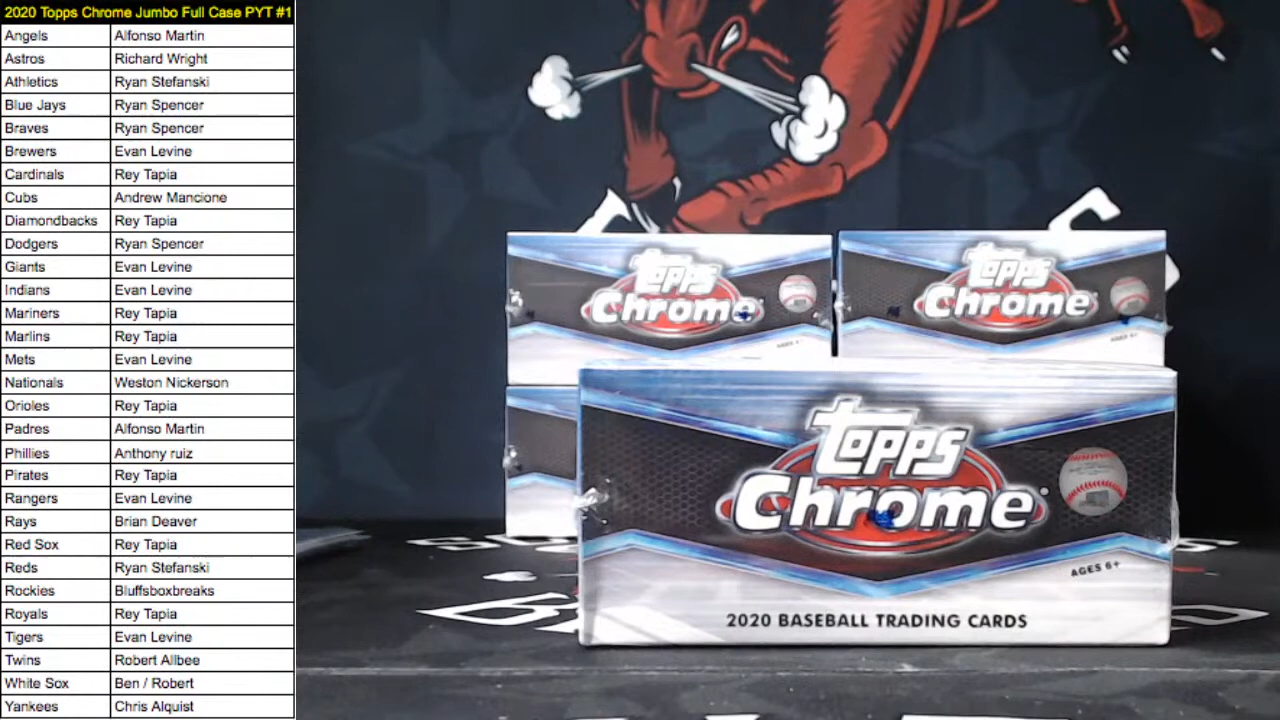 2020 Topps Chrome Jumbo Full Case PYT #1
Angels Alfonso Martin
Astros Richard Wright
Athletics Ryan Stefanski
Blue Jays Ryan Spencer
Braves Ryan Spencer
Brewers Evan Levine
Cardinals Rey Tapia
Cubs Andrew Mancione
Diamondbacks Rey Tapia
Dodgers Ryan Spencer
Giants Evan Levine
Indians Evan Levine
Mariners Rey Tapia
Marlins Rey Tapia
Mets Evan Levine
Nationals Weston Nickerson
Orioles Rey Tapia
Padres Alfonso Martin
Phillies Anthony ruiz
Pirates Rey Tapia
Rangers Evan Levine
Rays Brian Deaver
Red Sox Rey Tapia
Reds Ryan Stefanski
Rockies Bluffsboxbreaks
Royals Rey Tapia
Tigers Evan Levine
Twins Robert Allbee
White Sox Ben / Robert
Yankees Chris Alquist
Topps
Chrome
Topps
Chrome
Topps
Chrome
AGES 6+
2020 BASEBALL TRADING CARDS